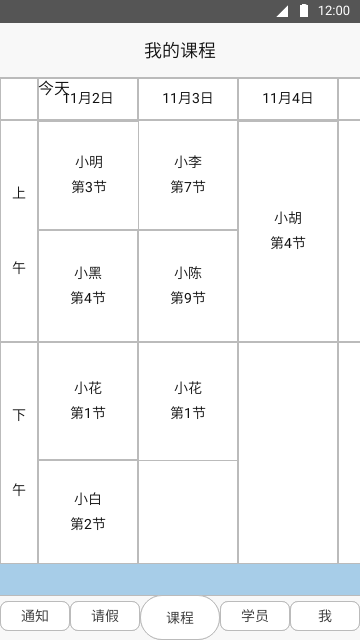 12:00
我的课程
今天
11月2日
11月3日
11月4日
上
午
小明
第3节
小李
第7节
小胡
第4节
小黑
第4节
小陈
第9节
下
午
小花
第1节
小花
第1节
小白
第2节
通知
请假
课程
学员
我